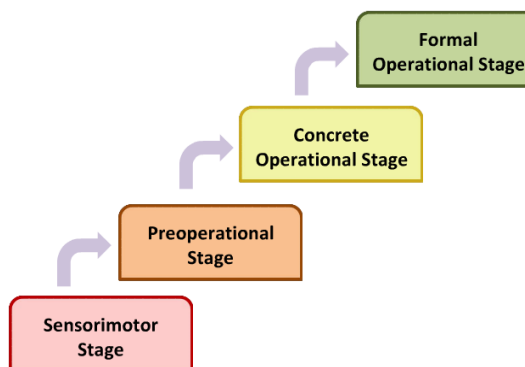 Formal
Operational Stage
Concrete
Operational Stage
Preoperational
Stage
Sensorimotor
Stage